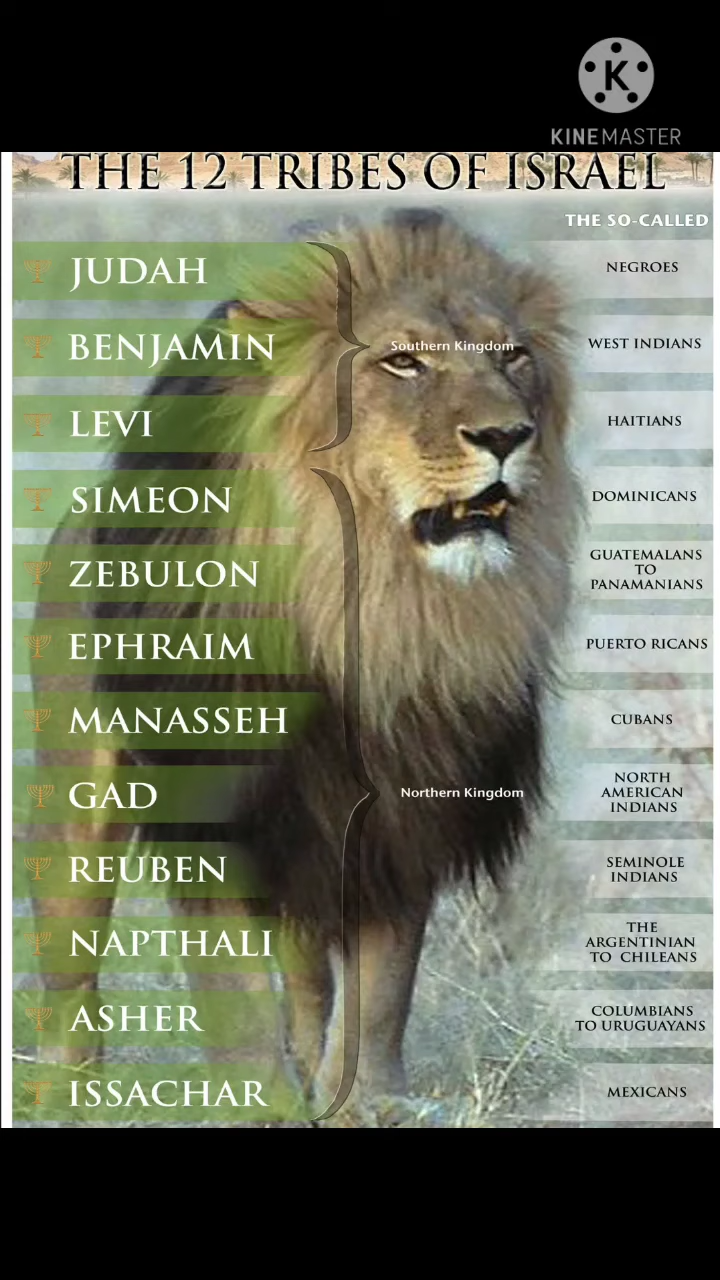 K
KINEMASTER
THE 12 TRIBES OF ISRAEL
THE SO-CALLED
JUDAH
NEGROES
BENJAMIN
Southern Kingdom
WEST INDIANS
LEVI
HAITIANS
SIMEON
DOMINICANS
ZEBULON
GUATEMALANS
TO
PANAMANIANS
EPHRAIM
PUERTO RICANS
MANASSEH
CUBANS
GAD
Northern Kingdom
NORTH
AMERICAN
INDIANS
REUBEN
SEMINOLE
INDIANS
NAPTHALI
THE
ARGENTINIAN
TO CHILEANS
ASHER
COLUMBIANS
TO URUGUAYANS
ISSACHAR
MEXICANS